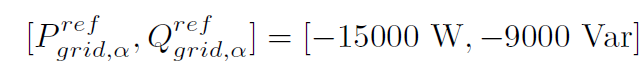 [P^{ref}_{grid,α}, Q^{ref}_{grid,α}] = [−15000 W, −9000 Var]